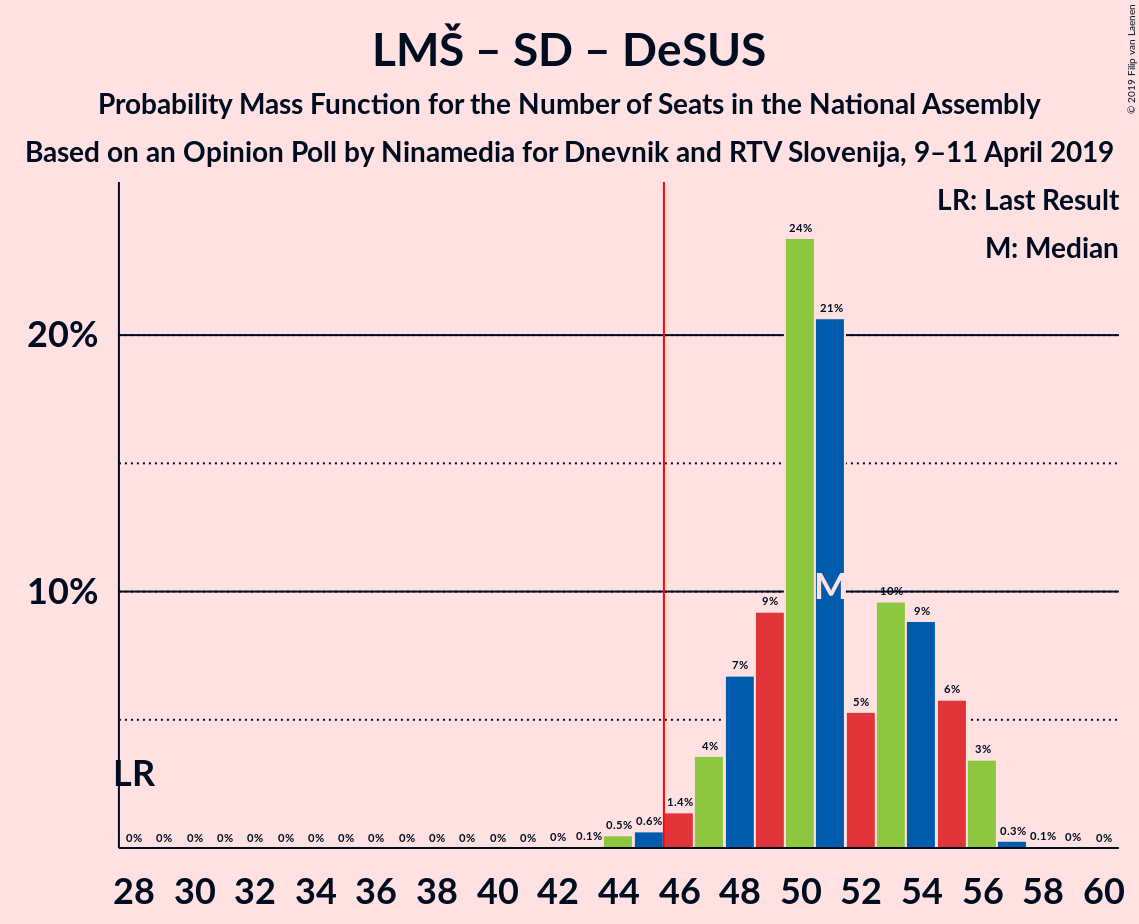 LMŠ – SD – DeSUS
Probability Mass Function for the Number of Seats in the National Assembly
Based on an Opinion Poll by Ninamedia for Dnevnik and RTV Slovenija, 9–11 April 2019
© 2019 Filip van Laenen
LR: Last Result
M: Median
24%
21%
20%
10%
9%
10%
9%
M
7%
5%
6%
4%
3%
LR
1.4%
0% 0% 0% 0% 0% 0% 0% 0% 0% 0% 0% 0% 0% 0% 0% 0.1% 0.5% 0.6% 0.3% 0.1% 0% 0%
28 30 32 34 36 38 40 42 44 46 48 50 52 54 56 58 60